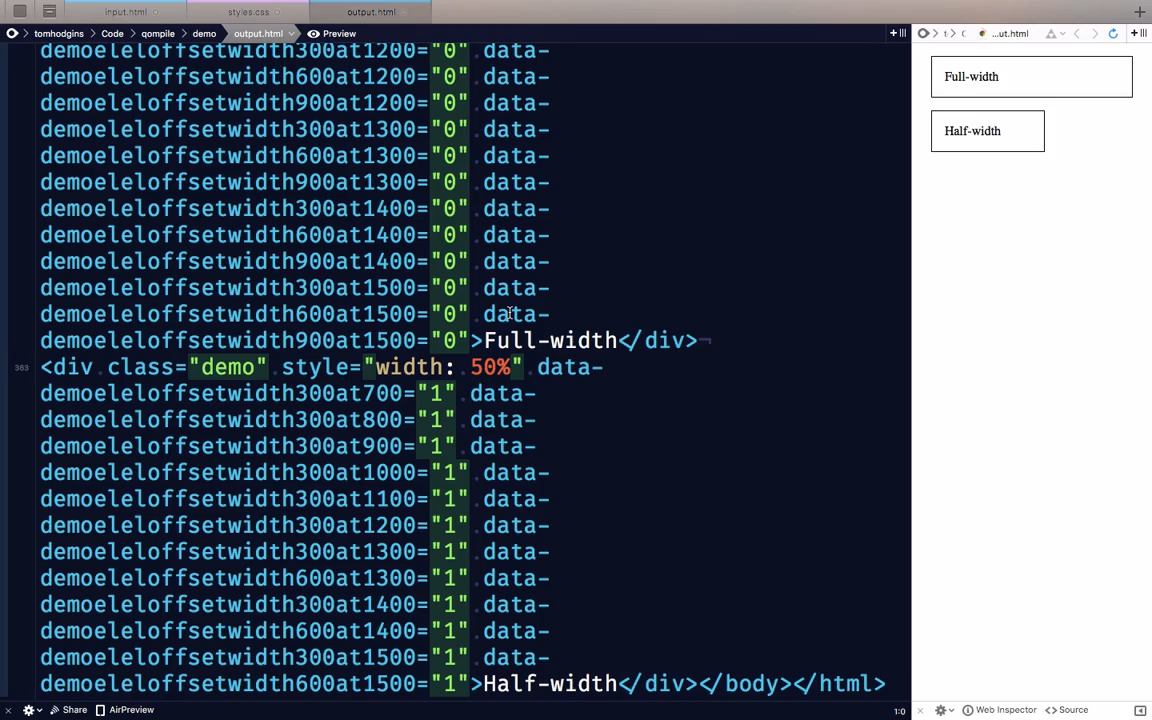 input.html
styles.css
output.html
tomhodgins > Code > qompile > demo > output.html Preview
...ut.html
demoeleloffsetwidth300at1200="0" data-
demoeleloffsetwidth600at1200="0" data-
demoeleloffsetwidth900at1200="0" data-
demoeleloffsetwidth300at1300="0" data-
demoeleloffsetwidth600at1300="0" data-
demoeleloffsetwidth900at1300="0" data-
demoeleloffsetwidth300at1400="0" data-
demoeleloffsetwidth600at1400="0" data-
demoeleloffsetwidth900at1400="0" data-
demoeleloffsetwidth300at1500="0" data-
demoeleloffsetwidth600at1500="0" data-
demoeleloffsetwidth900at1500="0">Full-width</div>¬
363 <div class="demo" style="width: 50%" data-
demoeleloffsetwidth300at700="1" data-
demoeleloffsetwidth300at800="1" data-
demoeleloffsetwidth300at900="1" data-
demoeleloffsetwidth300at1000="1" data-
demoeleloffsetwidth300at1100="1" data-
demoeleloffsetwidth300at1200="1" data-
demoeleloffsetwidth300at1300="1" data-
demoeleloffsetwidth600at1300="1" data-
demoeleloffsetwidth300at1400="1" data-
demoeleloffsetwidth600at1400="1" data-
demoeleloffsetwidth300at1500="1" data-
demoeleloffsetwidth600at1500="1">Half-width</div></body></html>
Full-width
Half-width
Share AirPreview
1:0
Web Inspector
Source